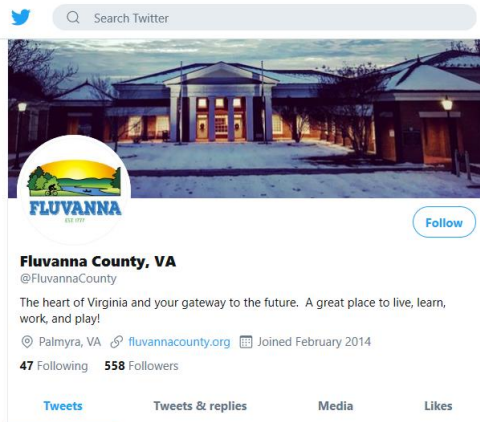 Search Twitter
FLUVANNA
EST 1777
Follow
Fluvanna County, VA
@FluvannaCounty
The heart of Virginia and your gateway to the future. A great place to live, learn,
work, and play!
Palmyra, VA fluvannacounty.org Joined February 2014
47 Following 558 Followers
Tweets Tweets & replies Media Likes